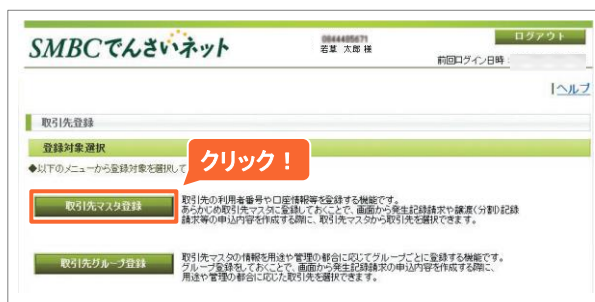 SMBCでんさいネット
若草 太郎 様
ログアウト
前回ログイン日時:
ヘルプ
取引先登録
登録対象選択
◆以下のメニューから登録対象を選択して
クリック!
取引先マスタ登録
取引先の利用者番号や口座情報等を登録する機能です。
あらかじめ取引先マスタに登録しておくことで、画面から発生記録請求や譲渡(分割)記録
請求等の申込内容を作成する際に、取引先マスタから取引先を選択できます。
取引先グループ登録
取引先マスタの情報を用途や管理の都合に応じてグループごとに登録する機能です。
グループ登録をしておくことで、画面から発生記録請求の申込内容を作成する際に、
用途や管理の都合に応じた取引先を選択できます。